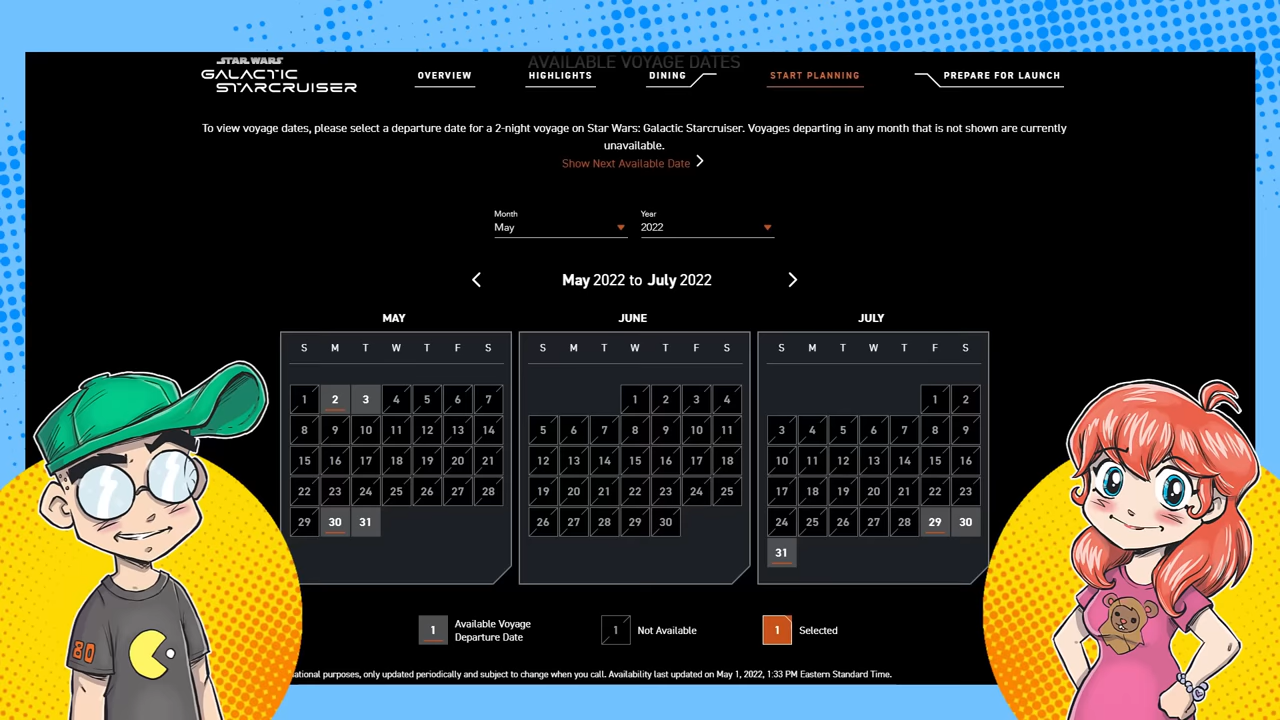 AVAILABLE VOYAGE DATES
STAR WARS
GALACTIC
STARCRUISER
OVERVIEW HIGHLIGHTS DINING START PLANNING PREPARE FOR LAUNCH
To view voyage dates, please select a departure date for a 2-night voyage on Star Wars: Galactic Starcruiser. Voyages departing in any month that is not shown are currently
unavailable.
Show Next Available Date
Month Year
May 2022
May 2022 to July 2022
MAY JUNE JULY
S M T W T F S S M T W T F S S M T W T F S
1 2 3 4 5 6 7 1 2 3 4 1 2
8 9 10 11 12 13 14 5 6 7 8 9 10 11 3 4 5 6 7 8 9
15 16 17 18 19 20 21 12 13 14 15 16 17 18 10 11 12 13 14 15 16
22 23 24 25 26 27 28 19 20 21 22 23 24 25 17 18 19 20 21 22 23
29 30 31 26 27 28 29 30 24 25 26 27 28 29 30
31
1 Available Voyage
Departure Date
1 Not Available
1 Selected
ational purposes, only updated periodically and subject to change when you call. Availability last updated on May 1, 2022, 1:33 PM Eastern Standard Time.
80